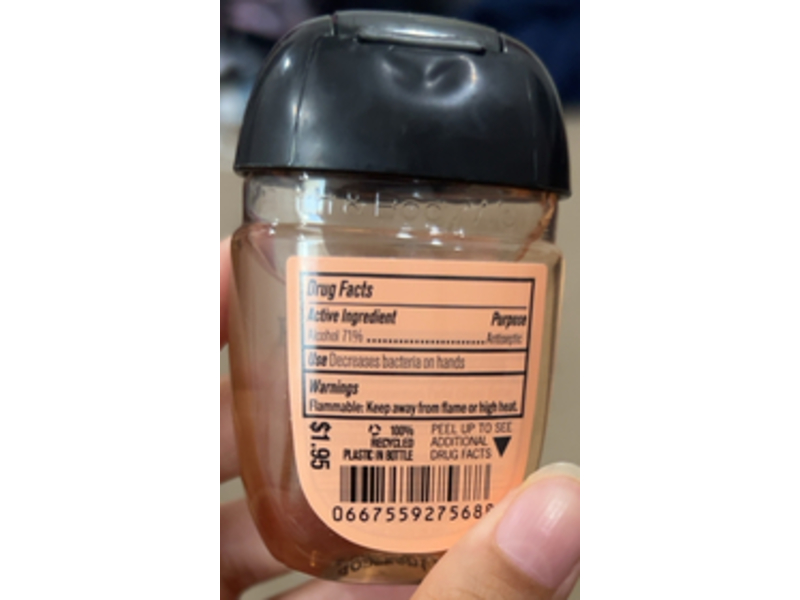 Drug Facts
Active Ingredient Purpose
Alcohol 71% Antiseptic
Use Decreases bacteria on hands
Warnings
Flammable: Keep away from flame or high heat.
$1.95
100%
RECYCLED
PLASTIC IN BOTTLE
PEEL UP TO SEE
ADDITIONAL
DRUG FACTS
066755927568